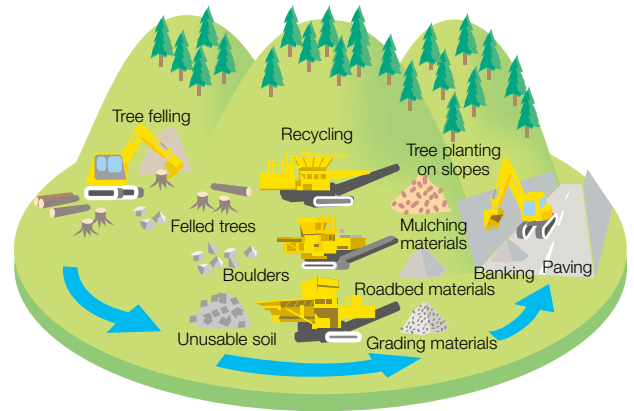 Tree felling
Recycling
Tree planting
on slopes
Felled trees
Mulching
materials
Boulders
Banking
Paving
Roadbed materials
Unusable soil
Grading materials